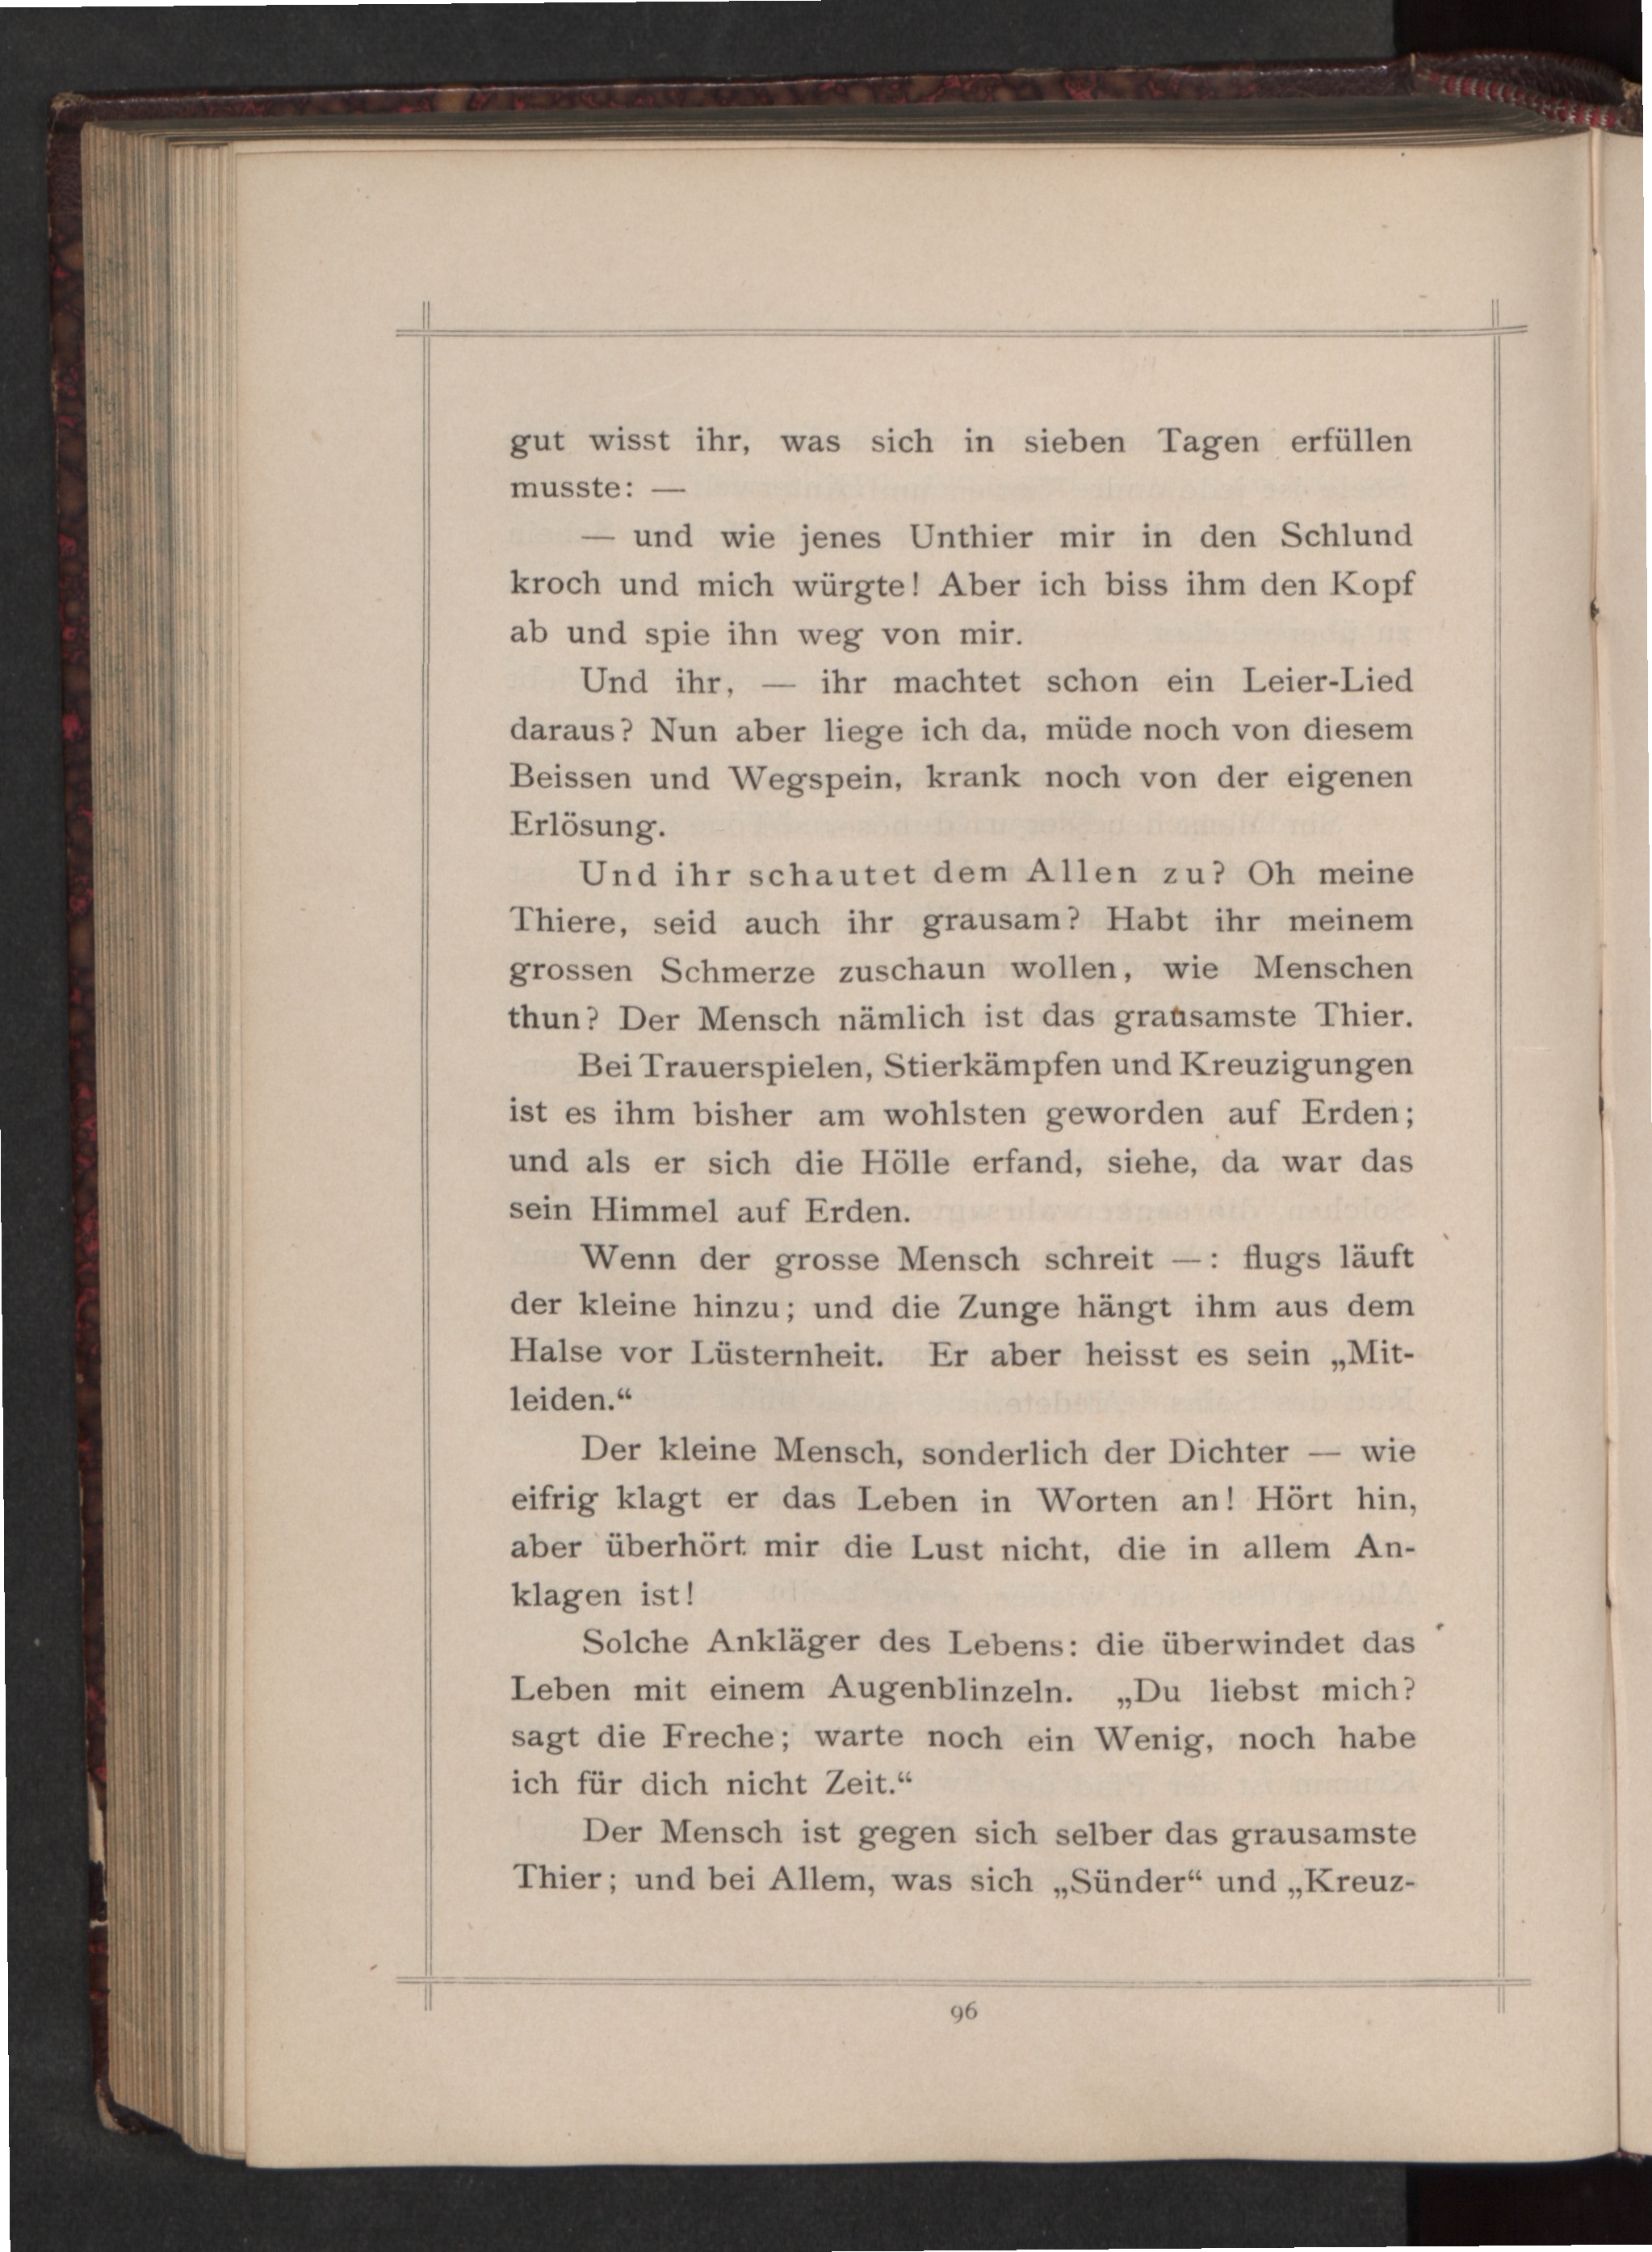 gut wisst ihr, was sich in sieben Tagen erfüllen
musste: —
— und wie jenes Unthier mir in den Schlund
kroch und mich würgte! Aber ich biss ihm den Kopf
ab und spie ihn weg von mir.
Und ihr, — ihr machtet schon ein Leier-Lied
daraus? Nun aber liege ich da, müde noch von diesem
Beissen und Wegspein, krank noch von der eigenen
Erlösung.
Und ihr schautet dem Allen zu? Oh meine
Thiere, seid auch ihr grausam? Habt ihr meinem
grossen Schmerze zuschaun wollen, wie Menschen
thun? Der Mensch nämlich ist das grausamste Thier.
Bei Trauerspielen, Stierkämpfen und Kreuzigungen
ist es ihm bisher am wohlsten geworden auf Erden;
und als er sich die Hölle erfand, siehe, da war das
sein Himmel auf Erden.
Wenn der grosse Mensch schreit —: flugs läuft
der kleine hinzu; und die Zunge hängt ihm aus dem
Halse vor Lüsternheit. Er aber heisst es sein „Mit-
leiden.“
Der kleine Mensch, sonderlich der Dichter — wie
eifrig klagt er das Leben in Worten an! Hört hin,
aber überhört mir die Lust nicht, die in allem An-
klagen ist!
Solche Ankläger des Lebens: die überwindet das
Leben mit einem Augenblinzeln. „Du liebst mich?
sagt die Freche; warte noch ein Wenig, noch habe
ich für dich nicht Zeit.“
Der Mensch ist gegen sich selber das grausamste
Thier; und bei Allem, was sich „Sünder“ und „Kreuz-
96